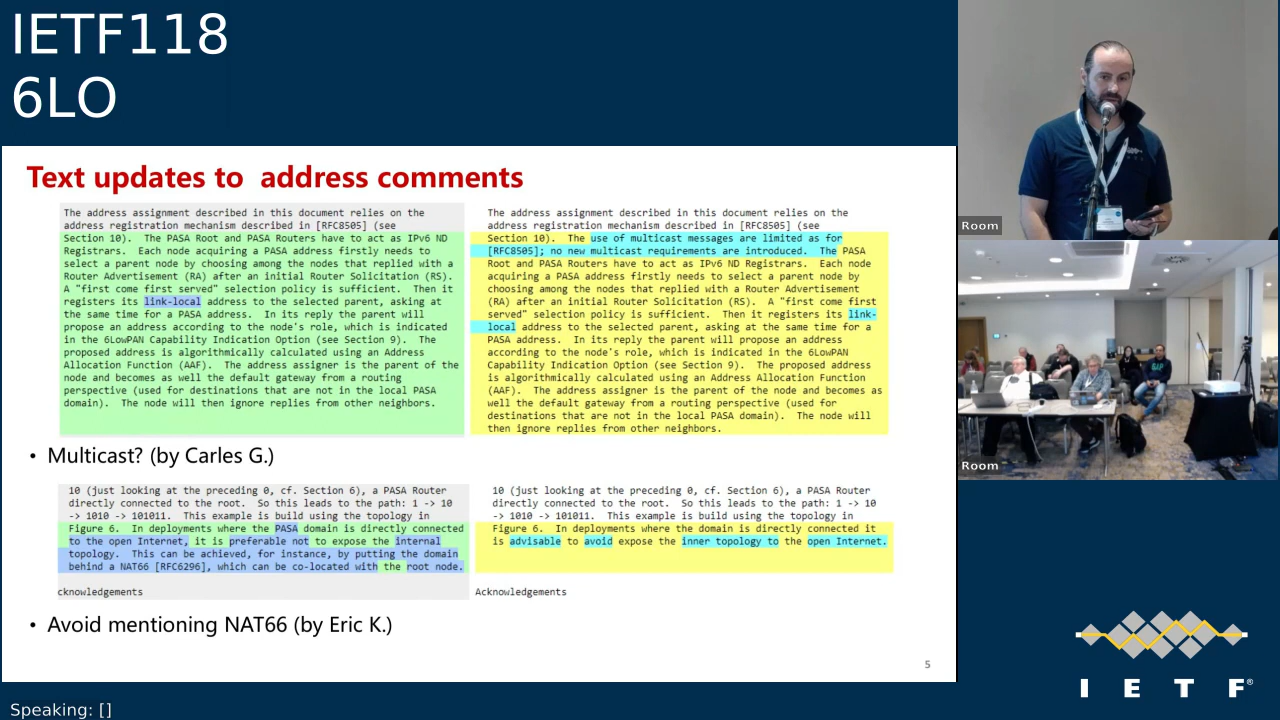 IETF118
6LO
Text updates to  address comments
The address assignment described in this document relies on the
address registration mechanism described in [RFC8505] (see
Section 10).  The PASA Root and PASA Routers have to act as IPv6 ND
Registrars.  Each node acquiring a PASA address firstly needs to
select a parent node by choosing among the nodes that replied with a
Router Advertisement (RA) after an initial Router Solicitation (RS).
A "first come first served" selection policy is sufficient.  Then it
registers its link-local address to the selected parent, asking at
the same time for a PASA address.  In its reply the parent will
propose an address according to the node's role, which is indicated
in the 6LowPAN Capability Indication Option (see Section 9).  The
proposed address is algorithmically calculated using an Address
Allocation Function (AAF).  The address assigner is the parent of the
node and becomes as well the default gateway from a routing
perspective (used for destinations that are not in the local PASA
domain).  The node will then ignore replies from other neighbors.
The address assignment described in this document relies on the
address registration mechanism described in [RFC8505] (see
Section 10).  The use of multicast messages are limited as for
[RFC8505]; no new multicast requirements are introduced.  The PASA
Root and PASA Routers have to act as IPv6 ND Registrars.  Each node
acquiring a PASA address firstly needs to select a parent node by
choosing among the nodes that replied with a Router Advertisement
(RA) after an initial Router Solicitation (RS).  A "first come first
served" selection policy is sufficient.  Then it registers its link-
local address to the selected parent, asking at the same time for a
PASA address.  In its reply the parent will propose an address
according to the node's role, which is indicated in the 6LowPAN
Capability Indication Option (see Section 9).  The proposed address
is algorithmically calculated using an Address Allocation Function
(AAF).  The address assigner is the parent of the node and becomes as
well the default gateway from a routing perspective (used for
destinations that are not in the local PASA domain).  The node will
then ignore replies from other neighbors.
• Multicast? (by Carles G.)
10 (just looking at the preceding 0, cf. Section 6), a PASA Router
directly connected to the root.  So this leads to the path: 1 -> 10
-> 1010 -> 101011.  This example is build using the topology in
Figure 6.  In deployments where the PASA domain is directly connected
to the open Internet, it is preferable not to expose the internal
topology.  This can be achieved, for instance, by putting the domain
behind a NAT66 [RFC6296], which can be co-located with the root node.
cknowledgements
10 (just looking at the preceding 0, cf. Section 6), a PASA Router
directly connected to the root.  So this leads to the path: 1 -> 10
-> 1010 -> 101011.  This example is build using the topology in
Figure 6.  In deployments where the domain is directly connected it
is advisable to avoid expose the inner topology to the open Internet.
Acknowledgements
• Avoid mentioning NAT66 (by Eric K.)
5
Room
Room
GAP
I E T F®
Speaking: []